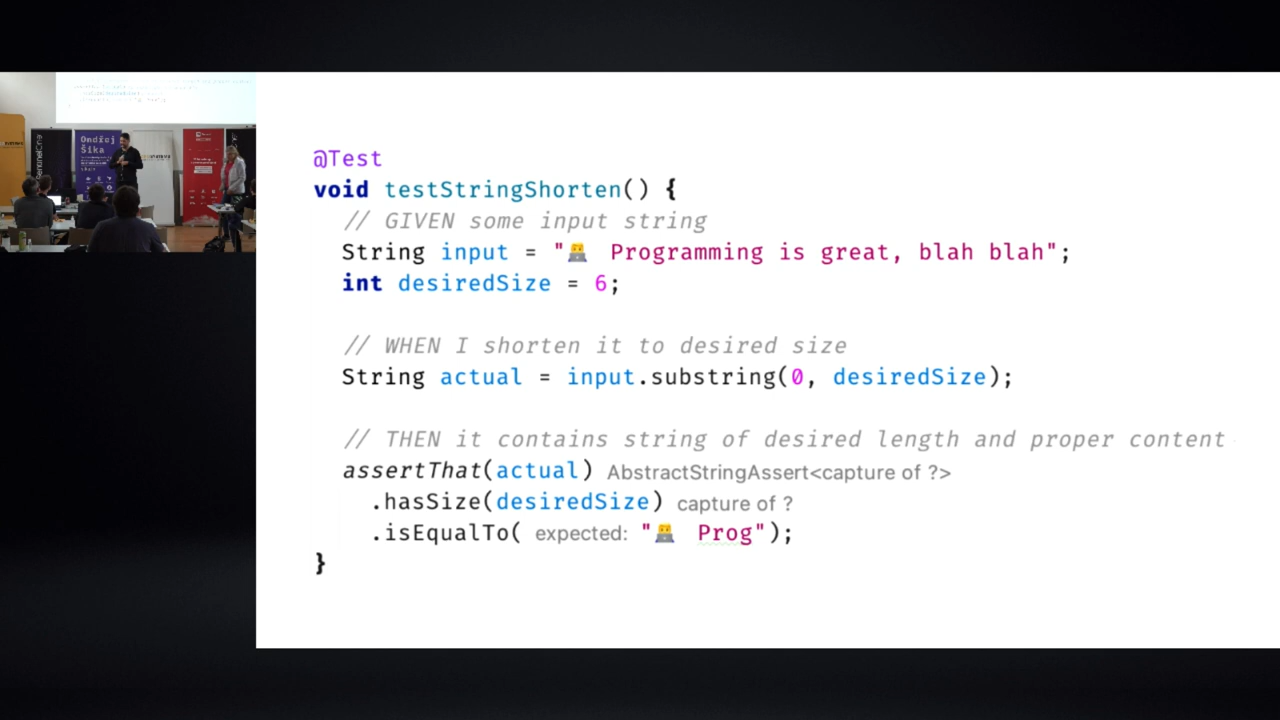 Ondřej
Šika
SentinelOne
@Test
void testStringShorten() {
// GIVEN some input string
String input = "👨‍💻 Programming is great, blah blah";
int desiredSize = 6;
// WHEN I shorten it to desired size
String actual = input.substring(0, desiredSize);
// THEN it contains string of desired length and proper content
assertThat(actual) AbstractStringAssert<capture of ?>
.hasSize(desiredSize) capture of ?
.isEqualTo( expected: "👨‍💻 Prog");
}